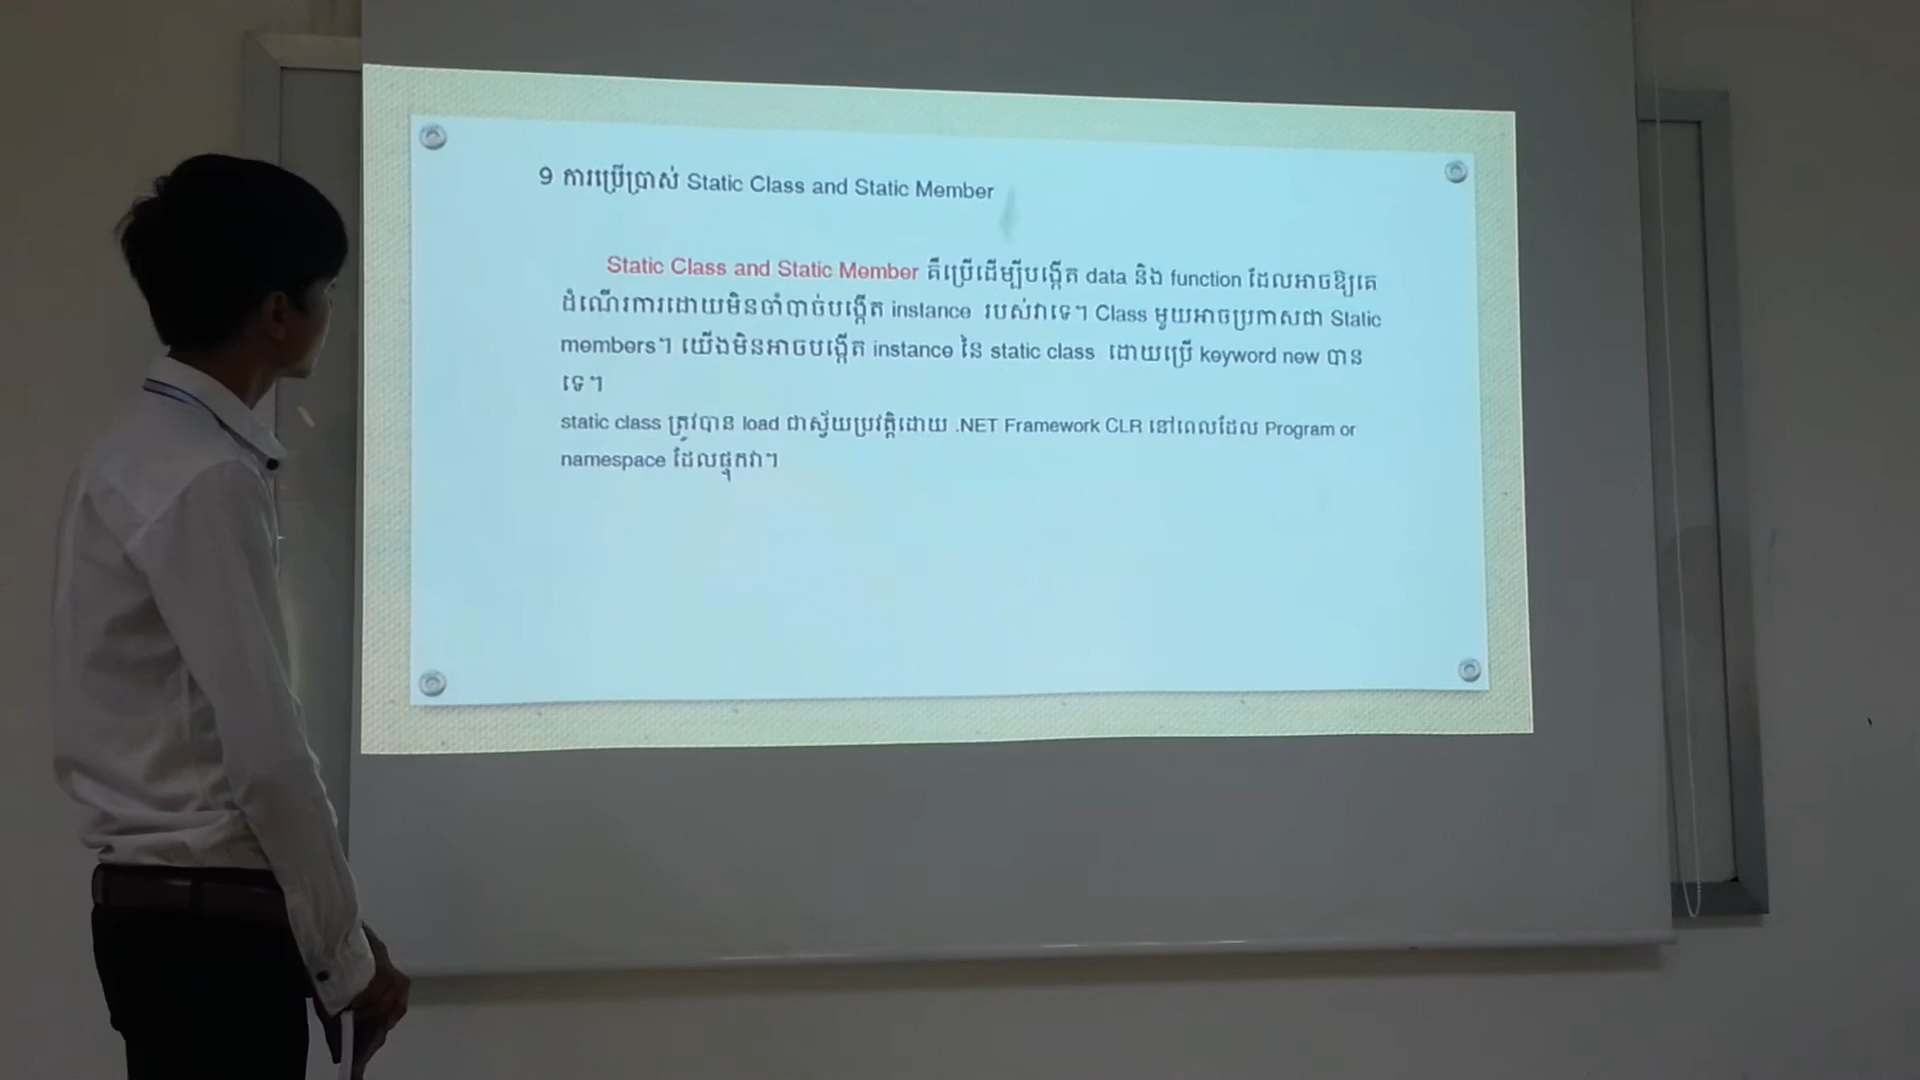 9 ការប្រើប្រាស់ Static Class and Static Member
Static Class and Static Member គឺប្រើដើម្បីបង្កើត data និង function ដែលអាចឱ្យគេ
ដំណើរការដោយមិនចាំបាច់បង្កើត instance របស់វាទេ។ Class មួយអាចប្រកាសជា Static
members។ យើងមិនអាចបង្កើត instance នៃ static class ដោយប្រើ keyword new បាន
ទេ។
static class ត្រូវបាន load ជាស្វ័យប្រវត្តិដោយ .NET Framework CLR នៅពេលដែល Program or
namespace ដែលផ្ទុកវា។